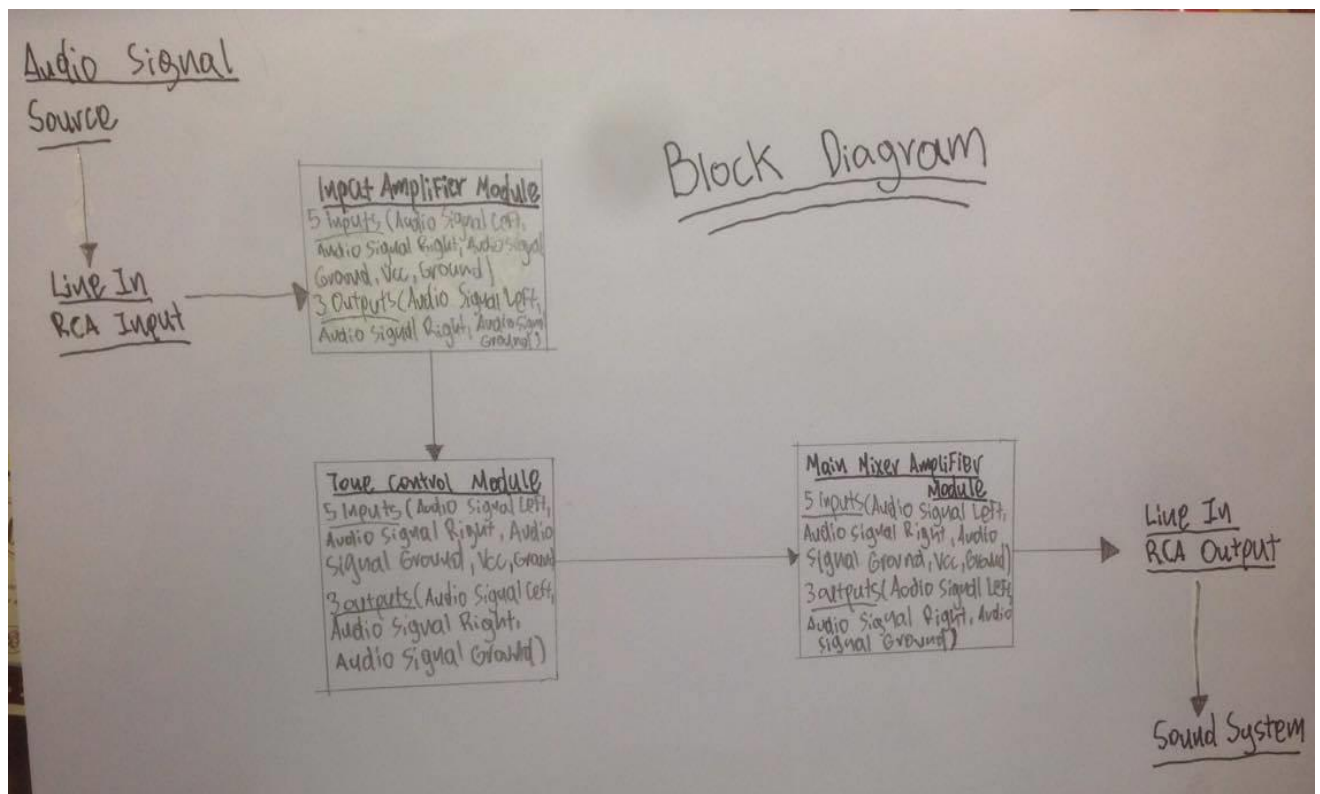 Audio Signal
Source
Block Diagram
Line In
RCA Input
Input Amplifier Module
5 Inputs (Audio Signal Left,
Audio Signal Right, Audio Signal
Ground, Vcc, Ground)
3 Outputs (Audio Signal Left,
Audio Signal Right, Audio Signal
Ground)
Tone Control Module
5 Inputs (Audio Signal Left,
Audio Signal Right, Audio
Signal Ground, Vcc, Ground
3 outputs (Audio Signal Left,
Audio Signal Right,
Audio Signal Ground)
Main Mixer Amplifier
Module
5 inputs (Audio Signal Left,
Audio Signal Right, Audio
Signal Ground, Vcc, Ground)
3 outputs (Audio Signal Left
Audio Signal Right, Audio
Signal Ground)
Line In
RCA Output
Sound System